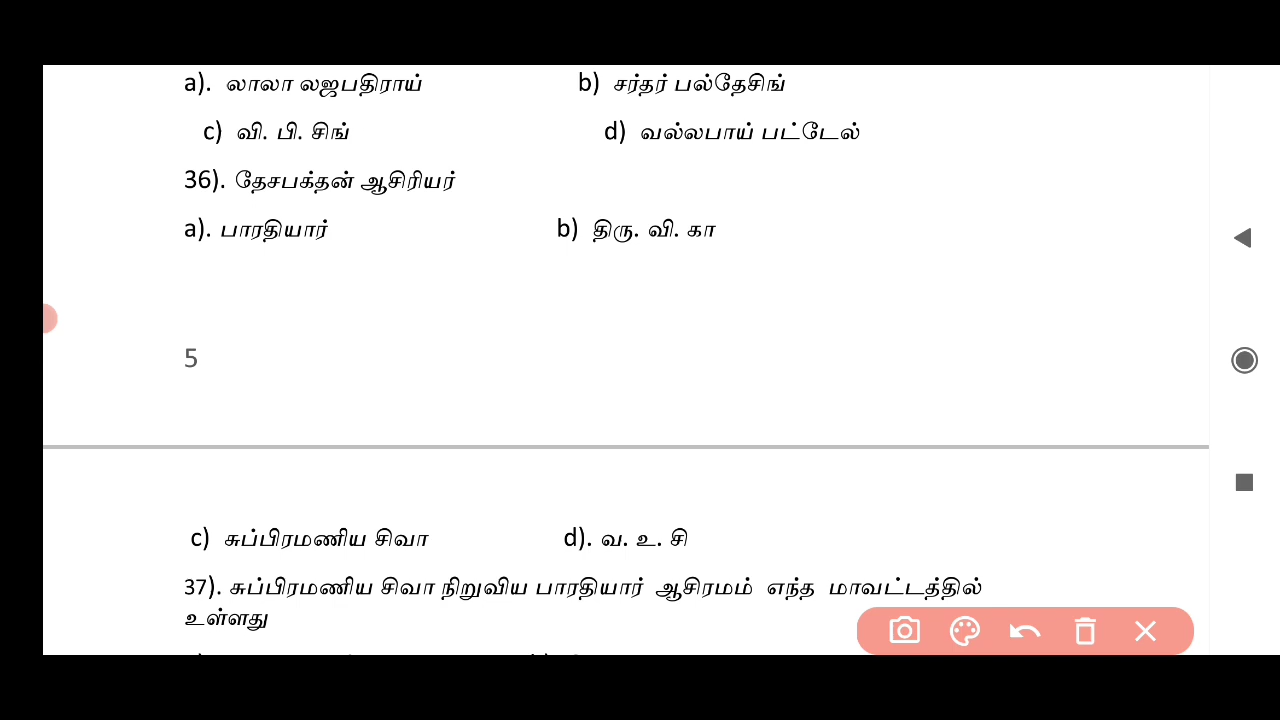 a). லாலா லஜபதிராய் b) சர்தர் பல்தேசிங்
c) வி. பி. சிங் d) வல்லபாய் பட்டேல்
36). தேசபக்தன் ஆசிரியர்
a). பாரதியார் b) திரு. வி. கா
5
c) சுப்பிரமணிய சிவா d). வ. உ. சி
37). சுப்பிரமணிய சிவா நிறுவிய பாரதியார் ஆசிரமம் எந்த மாவட்டத்தில்
உள்ளது